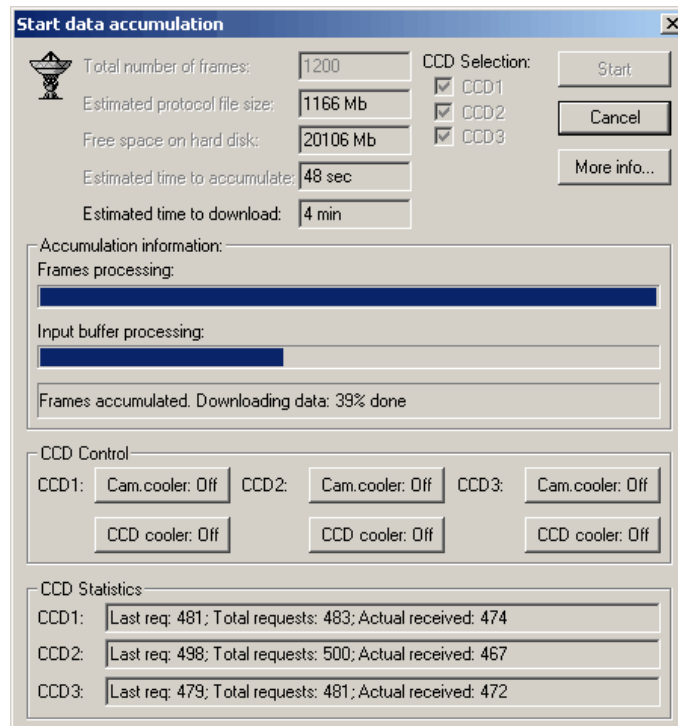 Start data accumulation
Total number of frames: 1200
Estimated protocol file size: 1166 Mb
Free space on hard disk: 20106 Mb
Estimated time to accumulate: 48 sec
Estimated time to download: 4 min
CCD Selection:
CCD1
CCD2
CCD3
Start
Cancel
More info...
Accumulation information:
Frames processing:
Input buffer processing:
Frames accumulated. Downloading data: 39% done
CCD Control
CCD1: Cam.cooler: Off CCD2: Cam.cooler: Off CCD3: Cam.cooler: Off
CCD cooler: Off CCD cooler: Off CCD cooler: Off
CCD Statistics
CCD1: Last req: 481; Total requests: 483; Actual received: 474
CCD2: Last req: 498; Total requests: 500; Actual received: 467
CCD3: Last req: 479; Total requests: 481; Actual received: 472